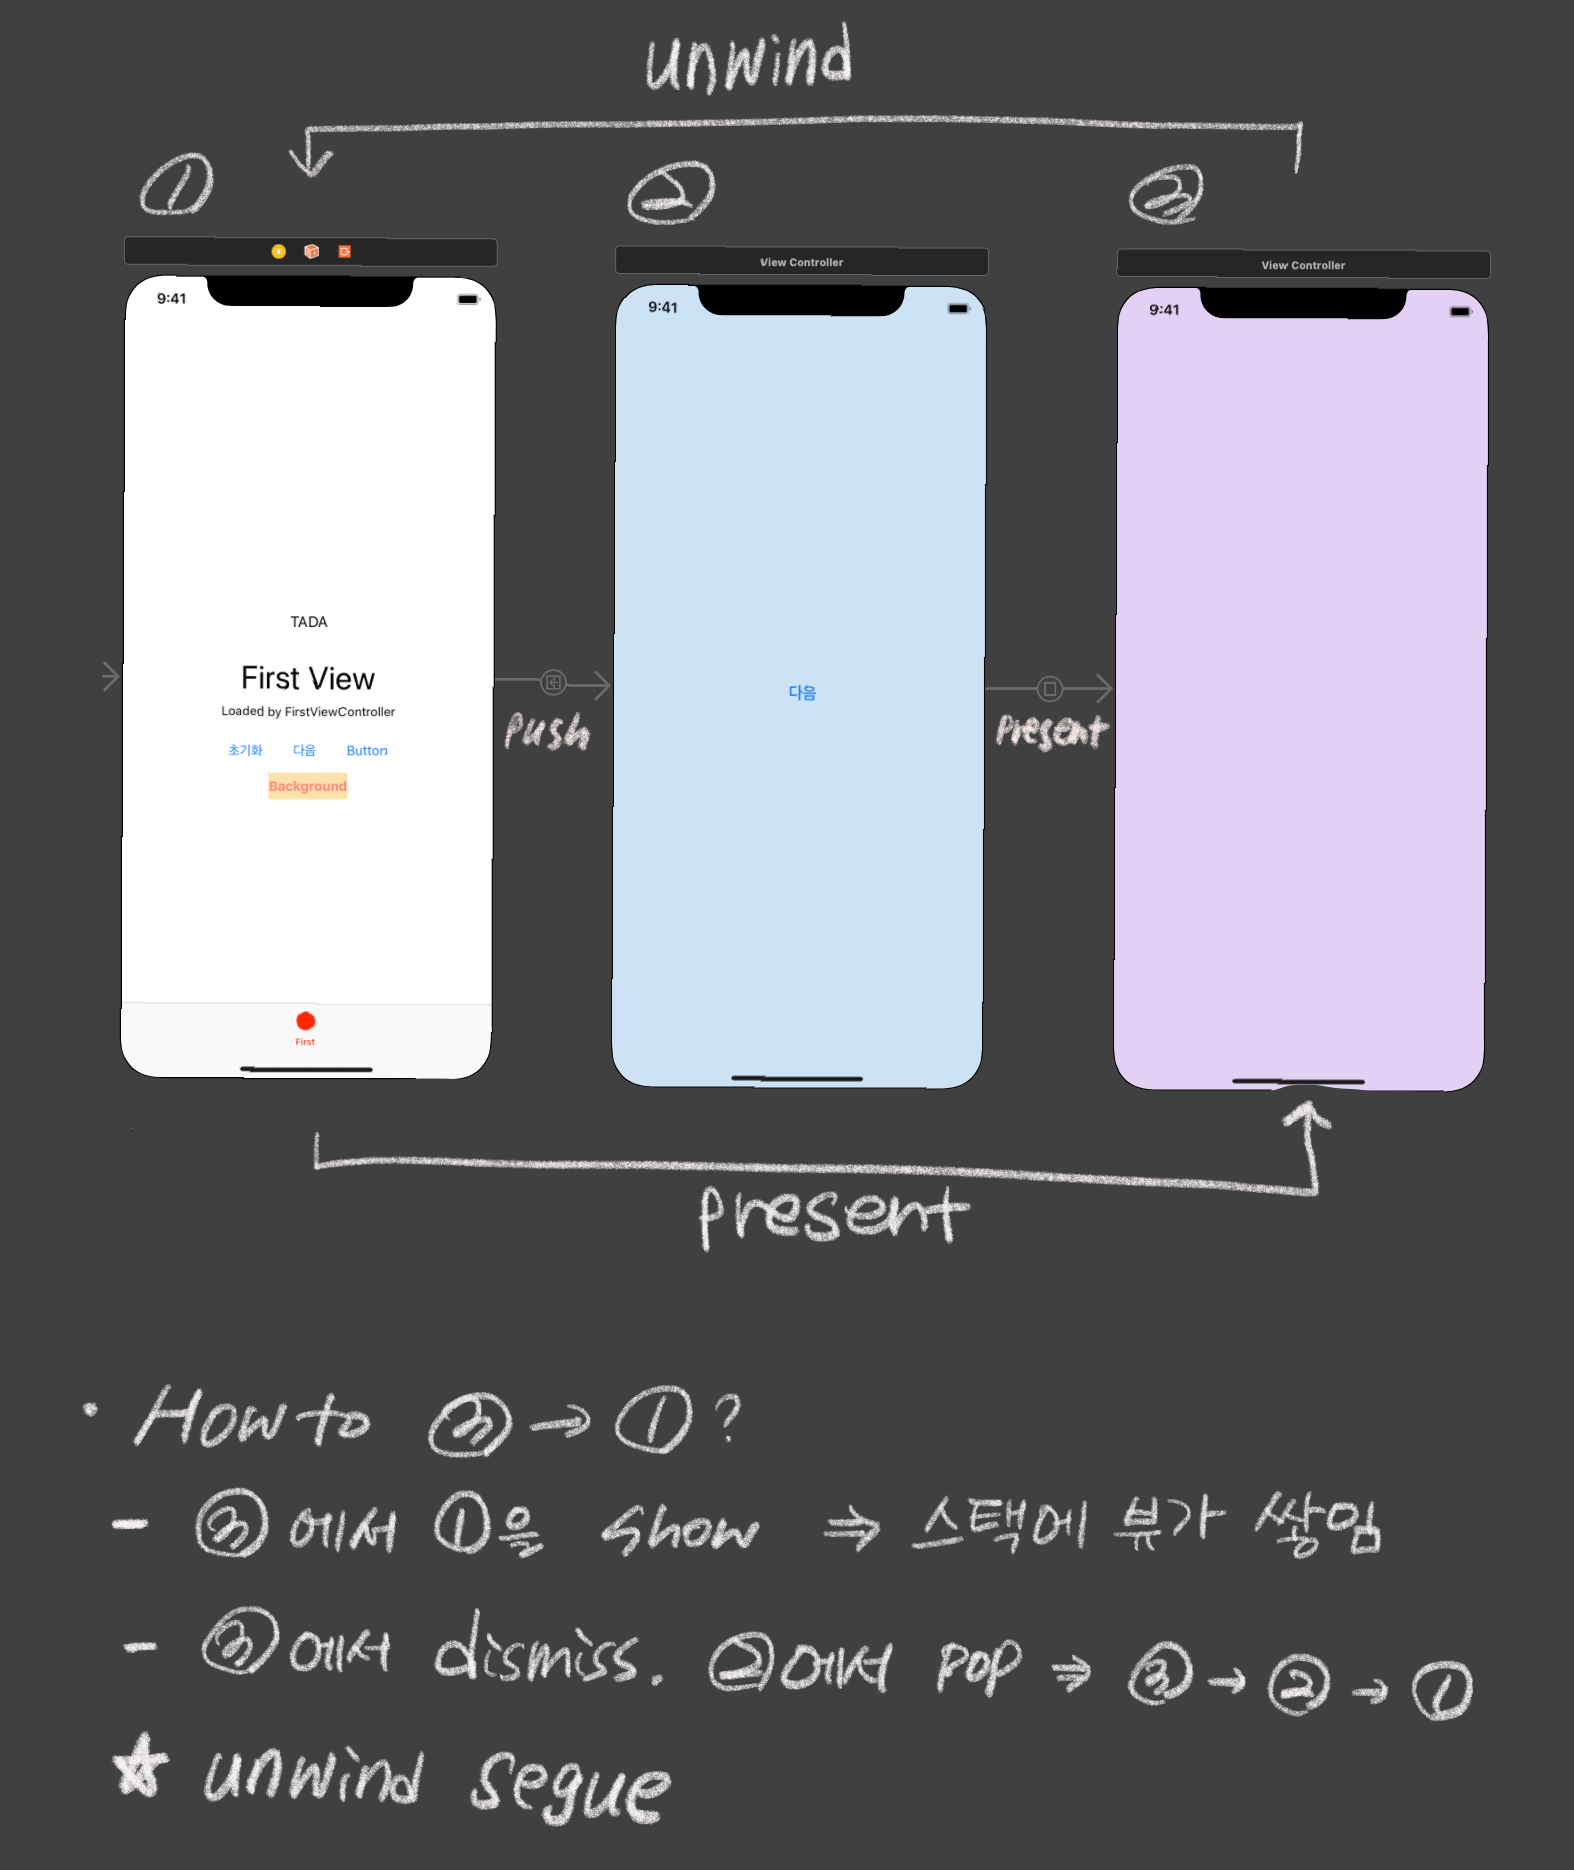 unwind
①
②
③
View Controller
View Controller
9:41
9:41
9:41
TADA
First View
Loaded by FirstViewController
초기화 다음 Button
Background
First
push
다음
present
present
· How to ③ → ① ?
- ③에서 ①을 show ⇒ 스택에 뷰가 쌓임
- ③에서 dismiss. ②에서 pop ⇒ ③ → ② → ①
☆ unwind segue